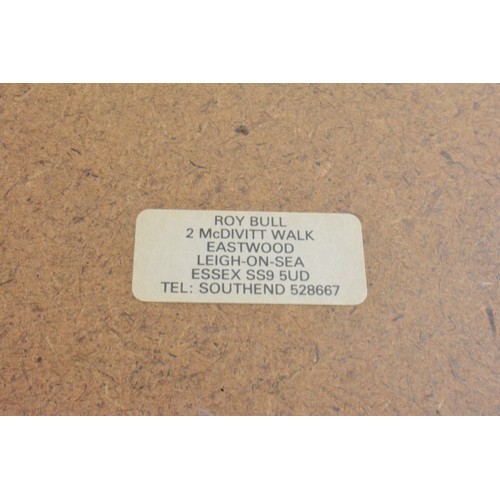 ROY BULL
2 McDIVITT WALK
EASTWOOD
LEIGH-ON-SEA
ESSEX SS9 5UD
TEL: SOUTHEND 528667